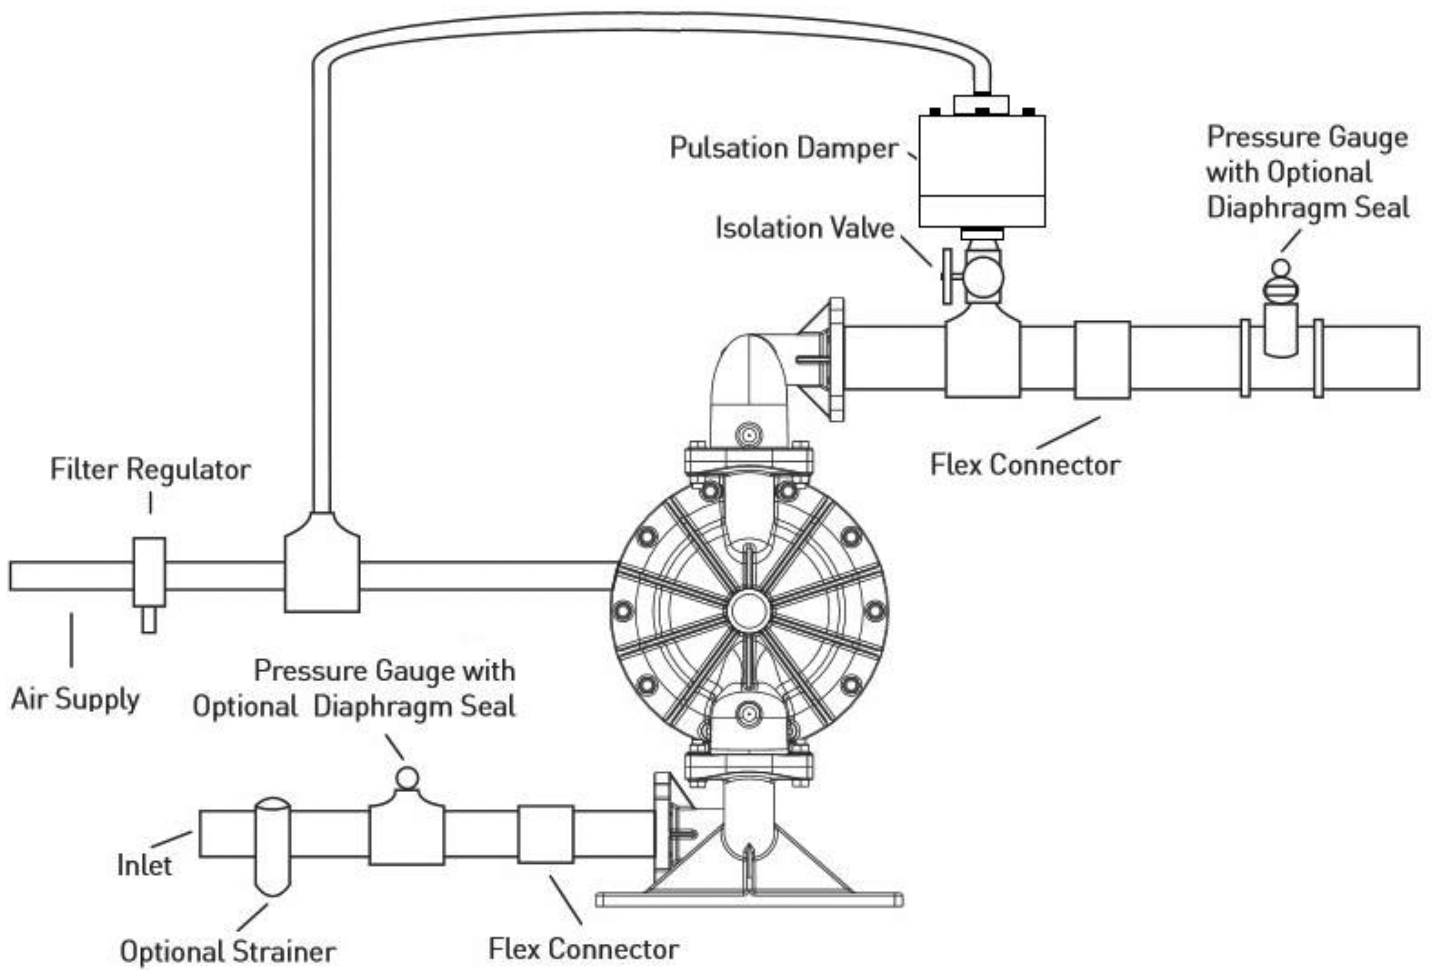 Pulsation Damper
Pressure Gauge
with Optional
Diaphragm Seal
Isolation Valve
Flex Connector
Filter Regulator
Air Supply
Pressure Gauge with
Optional Diaphragm Seal
Inlet
Optional Strainer
Flex Connector